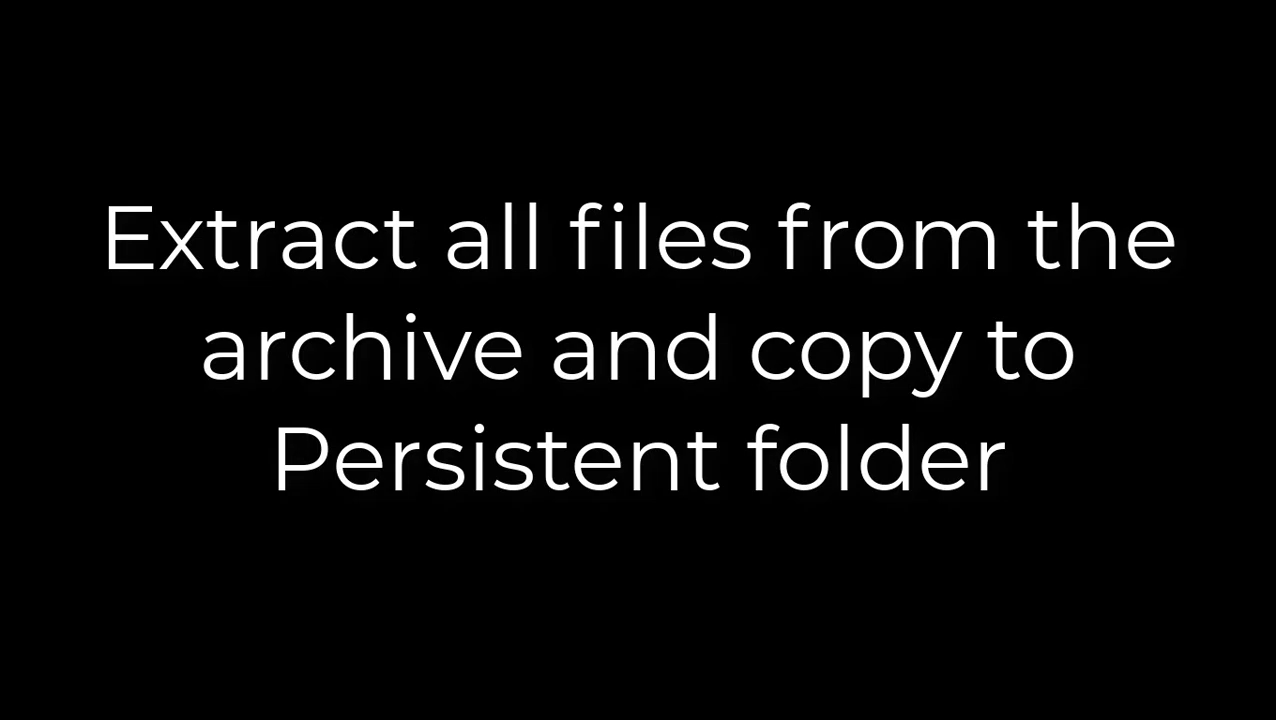 Extract all files from the
archive and copy to
Persistent folder